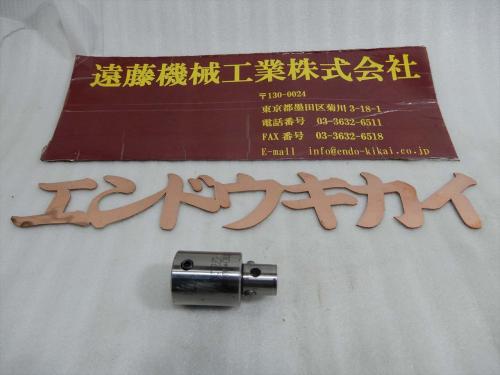 遠藤機械工業株式会社
〒130-0024
東京都墨田区菊川 3-18-1
電話番号 03-3632-6511
FAX 番号 03-3632-6518
E-mail info@endo-kikai.co.jp
エンドウキカイ